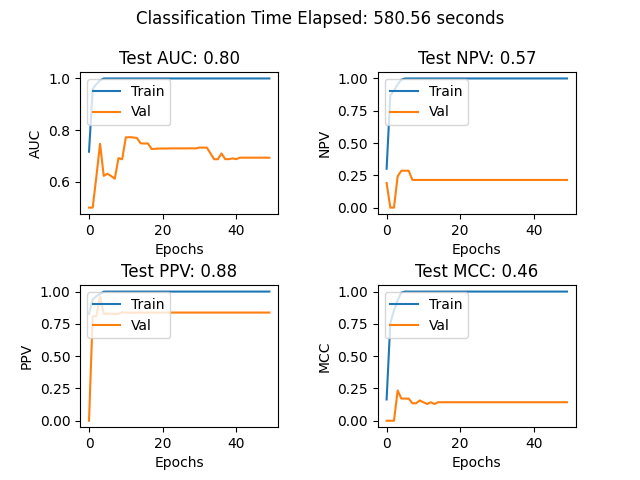 Classification Time Elapsed: 580.56 seconds
Test AUC: 0.80
Test NPV: 0.57
1.0
0.8
0.6
AUC
Train
Val
0
20
40
Epochs
1.00
0.75
0.50
0.25
0.00
NPV
Train
Val
0
20
40
Epochs
Test PPV: 0.88
Test MCC: 0.46
1.00
0.75
0.50
0.25
0.00
PPV
Train
Val
0
20
40
Epochs
1.00
0.75
0.50
0.25
0.00
MCC
Train
Val
0
20
40
Epochs